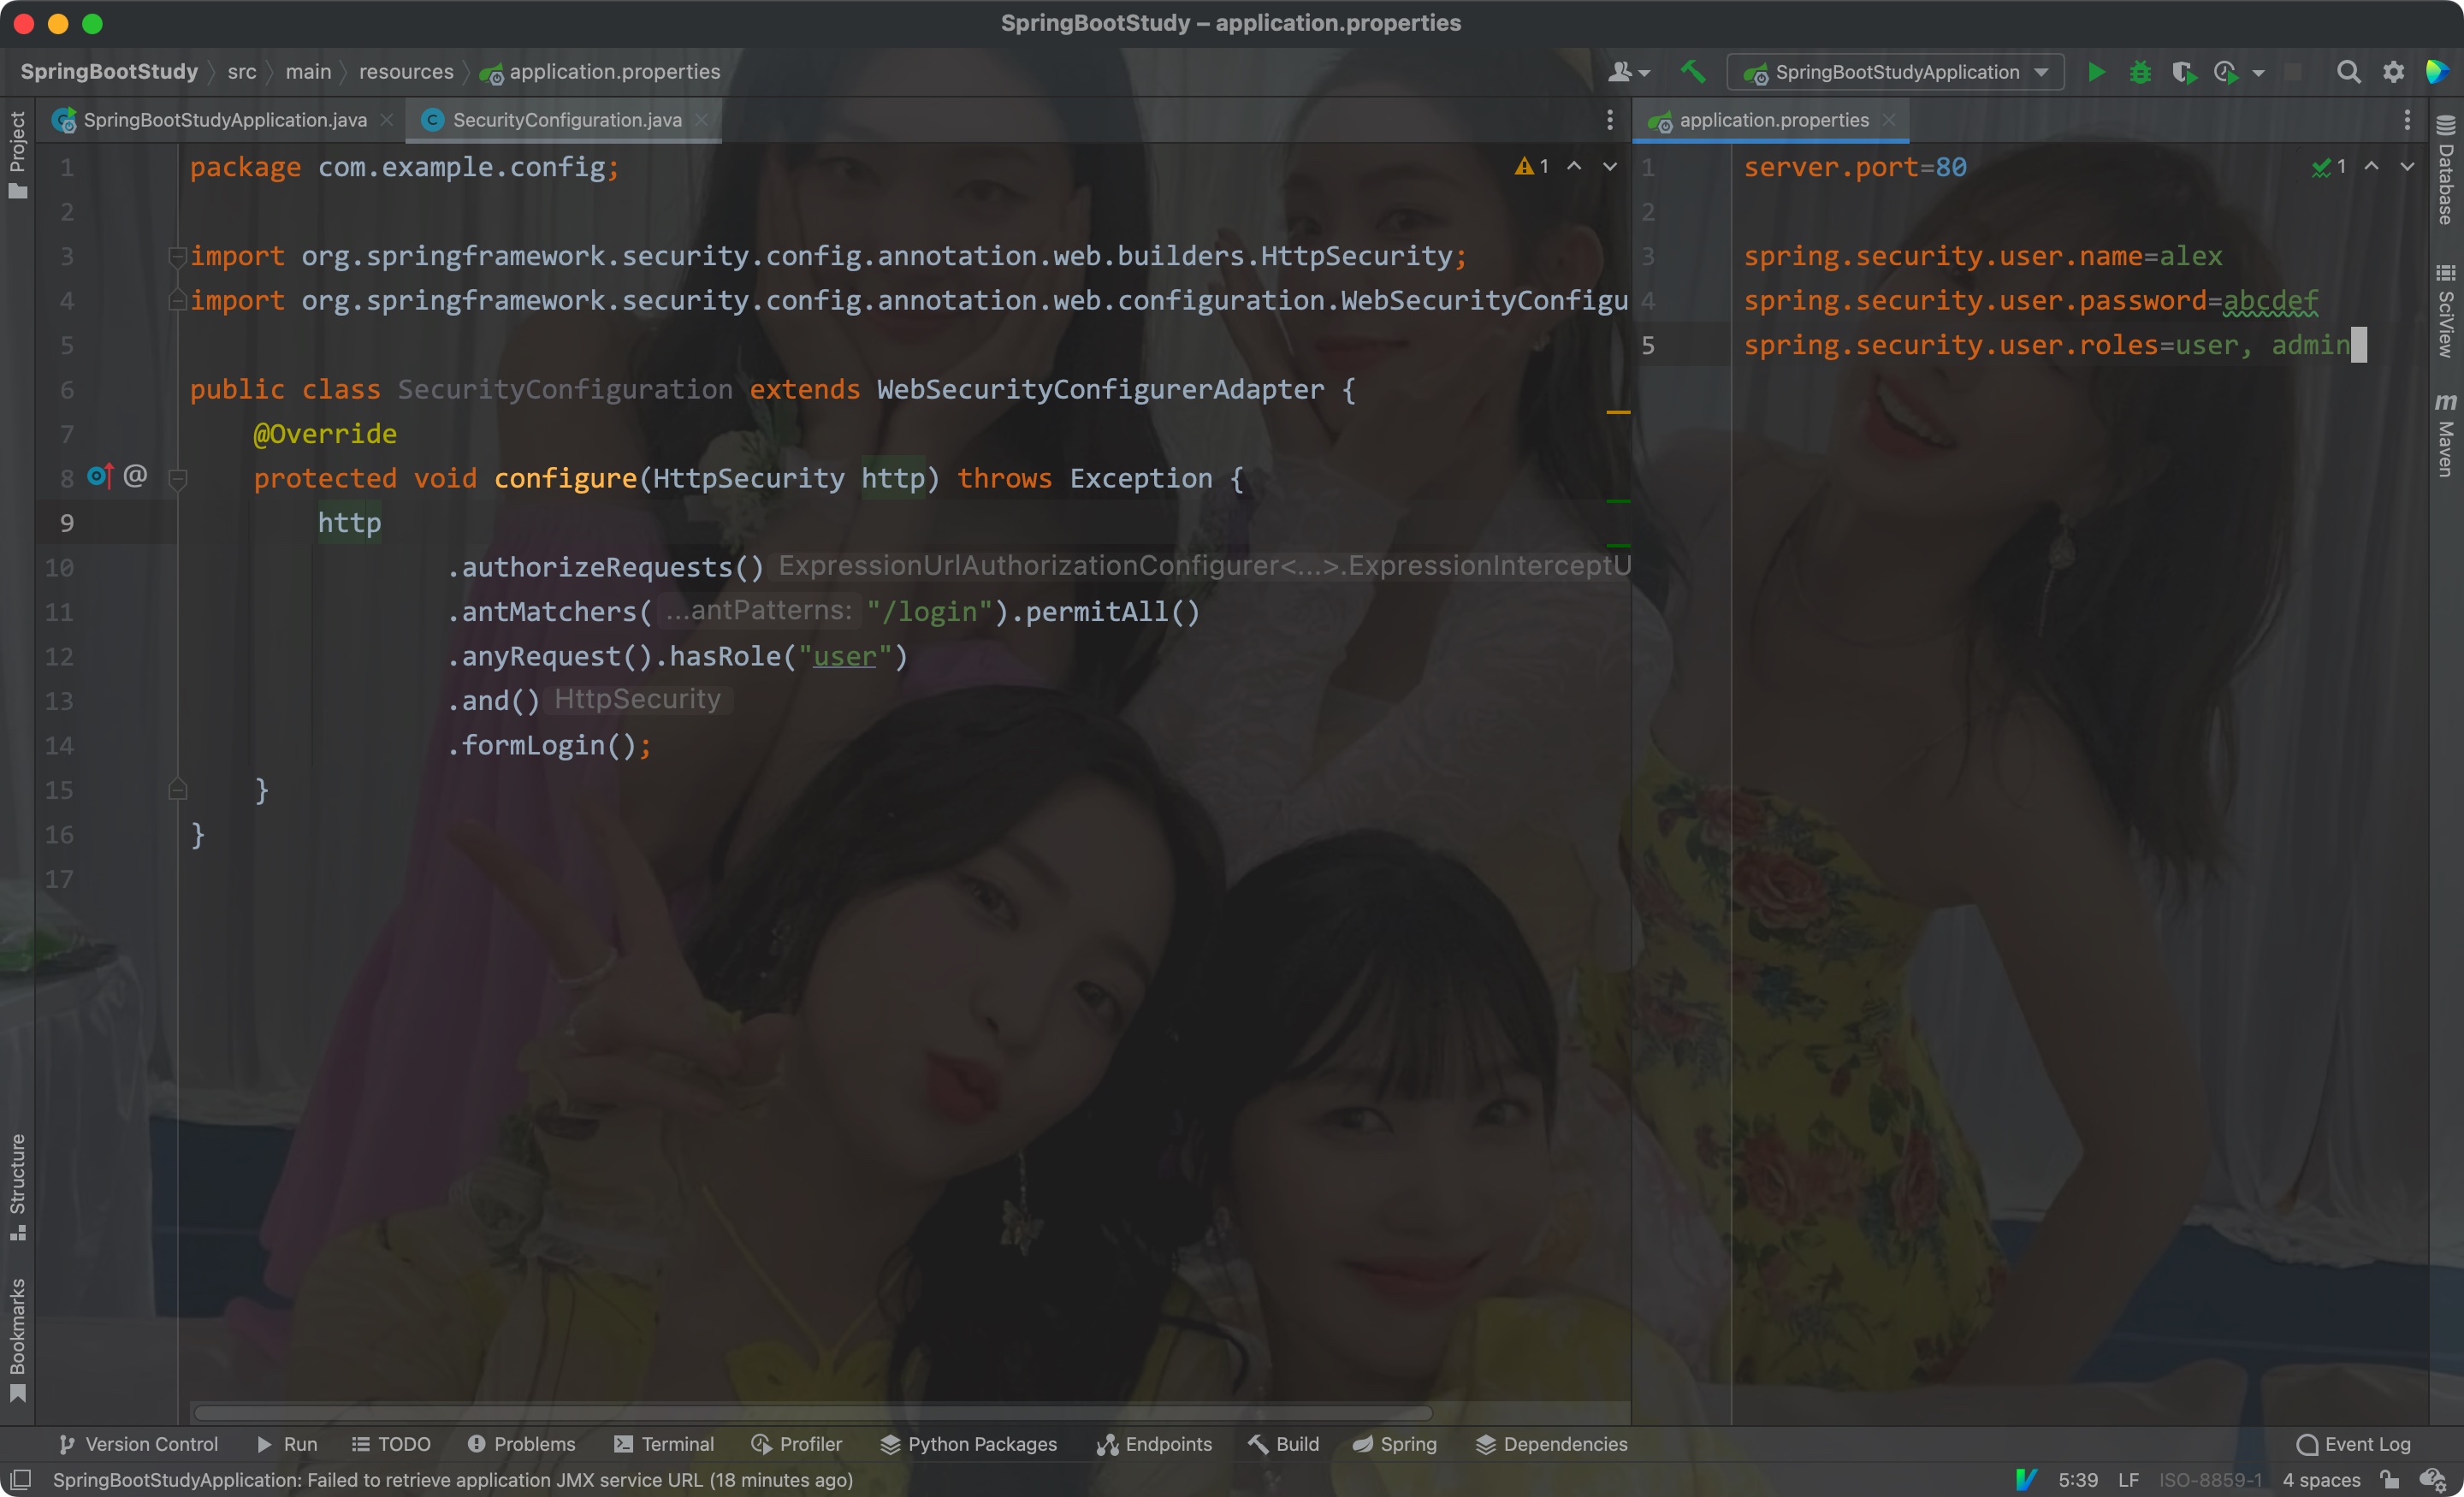 SpringBootStudy – application.properties
SpringBootStudy src main resources application.properties
SpringBootStudyApplication
Project
SpringBootStudyApplication.java
SecurityConfiguration.java
1 package com.example.config;
2
3 import org.springframework.security.config.annotation.web.builders.HttpSecurity;
4 import org.springframework.security.config.annotation.web.configuration.WebSecurityConfigu
5
6 public class SecurityConfiguration extends WebSecurityConfigurerAdapter {
7 @Override
8 @ protected void configure(HttpSecurity http) throws Exception {
9 http
10 .authorizeRequests() ExpressionUrlAuthorizationConfigurer<...>.ExpressionInterceptU
11 .antMatchers( ...antPatterns: "/login").permitAll()
12 .anyRequest().hasRole("user")
13 .and() HttpSecurity
14 .formLogin();
15 }
16 }
17
1
application.properties
1 server.port=80
2
3 spring.security.user.name=alex
4 spring.security.user.password=abcdef
5 spring.security.user.roles=user, admin
1
Database
SciView
m Maven
Structure
Bookmarks
Version Control Run TODO Problems Terminal Profiler Python Packages Endpoints Build Spring Dependencies Event Log
SpringBootStudyApplication: Failed to retrieve application JMX service URL (18 minutes ago) 5:39 LF ISO-8859-1 4 spaces